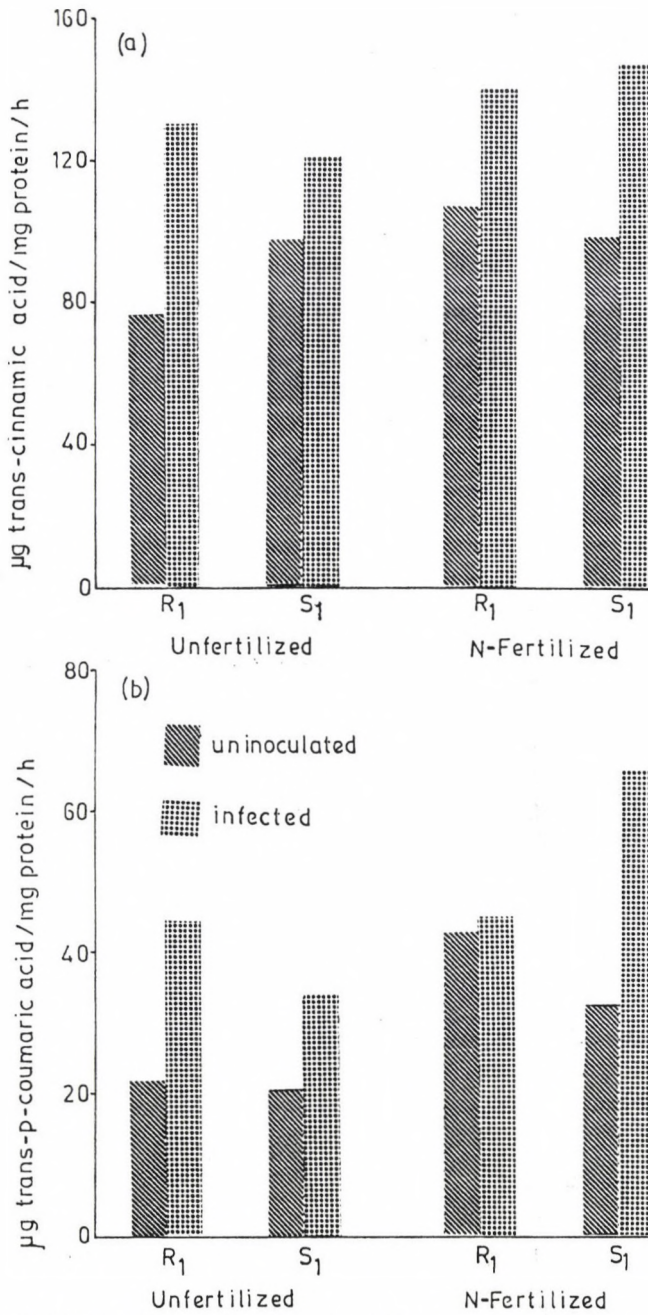 160
(a)
120
80
40
0
µg trans-cinnamic acid/mg protein/h
R1 S1 R1 S1
Unfertilized N-Fertilized
80
(b)
uninoculated
infected
60
40
20
0
µg trans-p-coumaric acid/mg protein/h
R1 S1 R1 S1
Unfertilized N-Fertilized